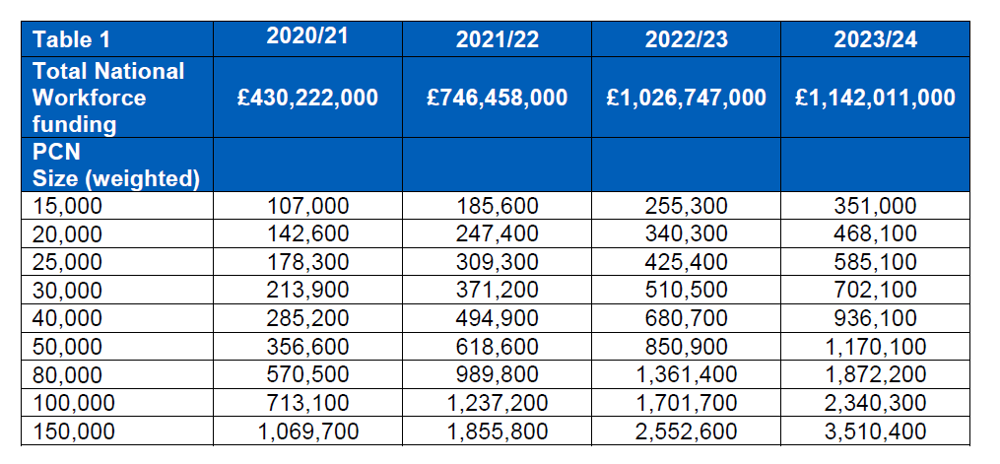 Table 1 2020/21 2021/22 2022/23 2023/24
Total National
Workforce £430,222,000 £746,458,000 £1,026,747,000 £1,142,011,000
funding
PCN
Size (weighted)
15,000 107,000 185,600 255,300 351,000
20,000 142,600 247,400 340,300 468,100
25,000 178,300 309,300 425,400 585,100
30,000 213,900 371,200 510,500 702,100
40,000 285,200 494,900 680,700 936,100
50,000 356,600 618,600 850,900 1,170,100
80,000 570,500 989,800 1,361,400 1,872,200
100,000 713,100 1,237,200 1,701,700 2,340,300
150,000 1,069,700 1,855,800 2,552,600 3,510,400